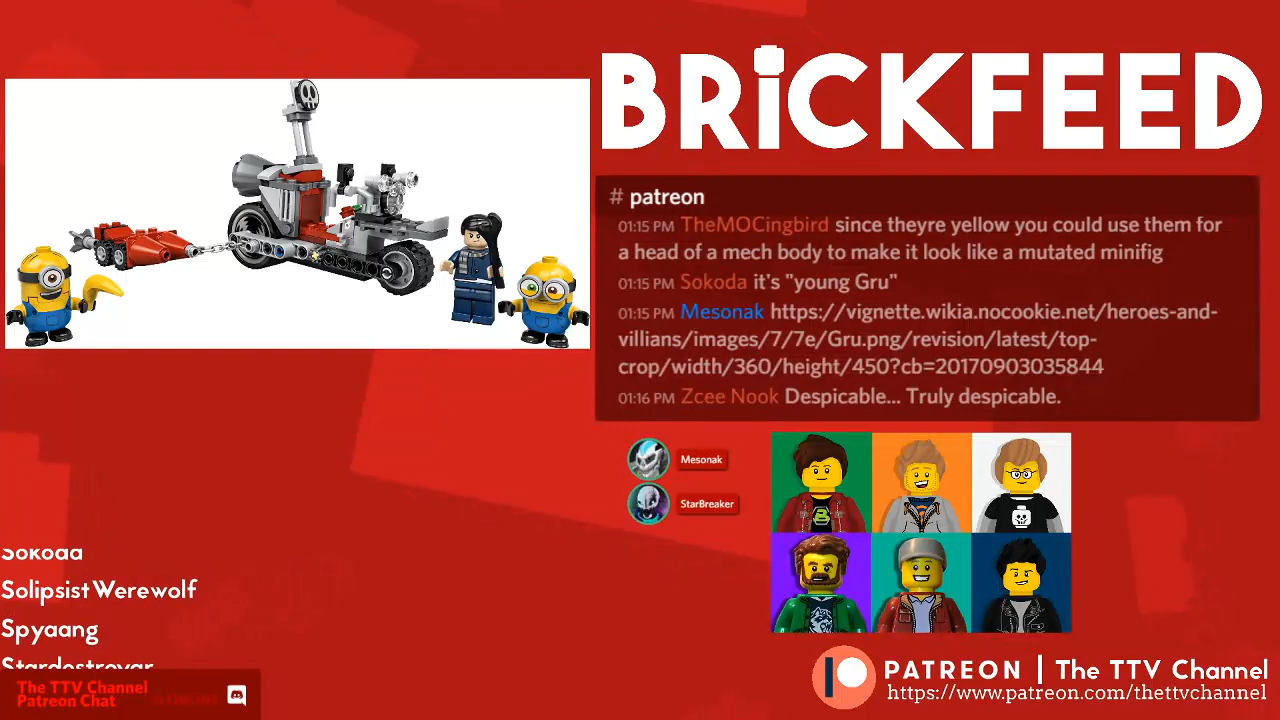 BRiCKFEED
# patreon
01:15 PM TheMOCingbird since theyre yellow you could use them for
a head of a mech body to make it look like a mutated minifig
01:15 PM Sokoda it's "young Gru"
01:15 PM Mesonak https://vignette.wikia.nocookie.net/heroes-and-
villians/images/7/7e/Gru.png/revision/latest/top-
crop/width/360/height/450?cb=20170903035844
01:16 PM Zcee Nook Despicable... Truly despicable.
Mesonak
StarBreaker
Sokoda
Solipsist Werewolf
Spyaang
Stardestroyar
The TTV Channel
Patreon Chat
PATREON | The TTV Channel
https://www.patreon.com/thettvchannel